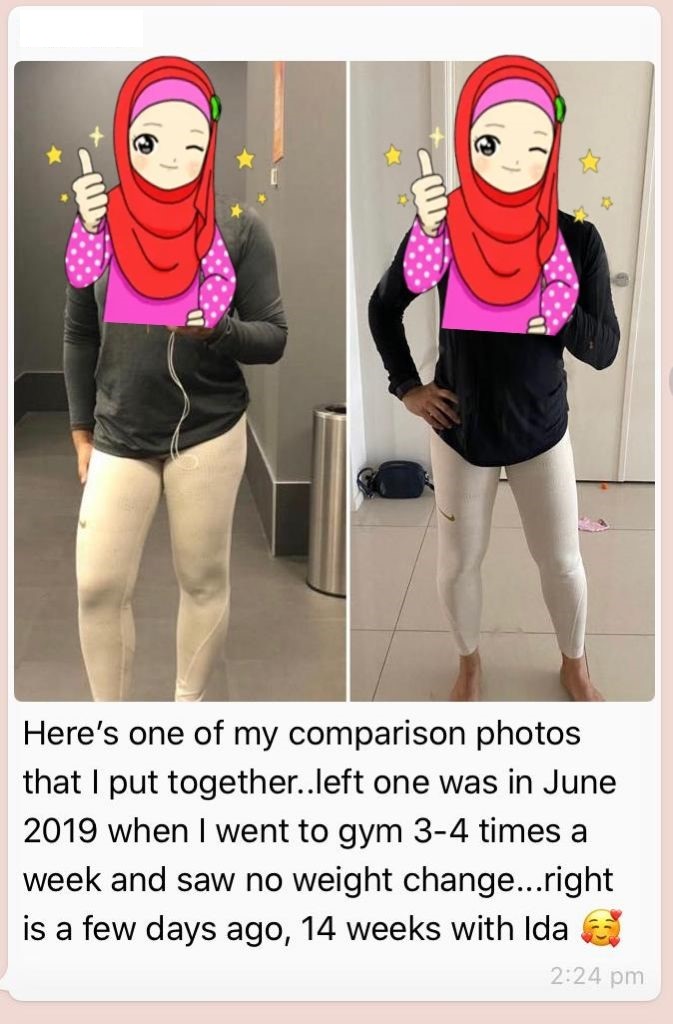 Here’s one of my comparison photos
that I put together..left one was in June
2019 when I went to gym 3-4 times a
week and saw no weight change...right
is a few days ago, 14 weeks with Ida 🥰
2:24 pm